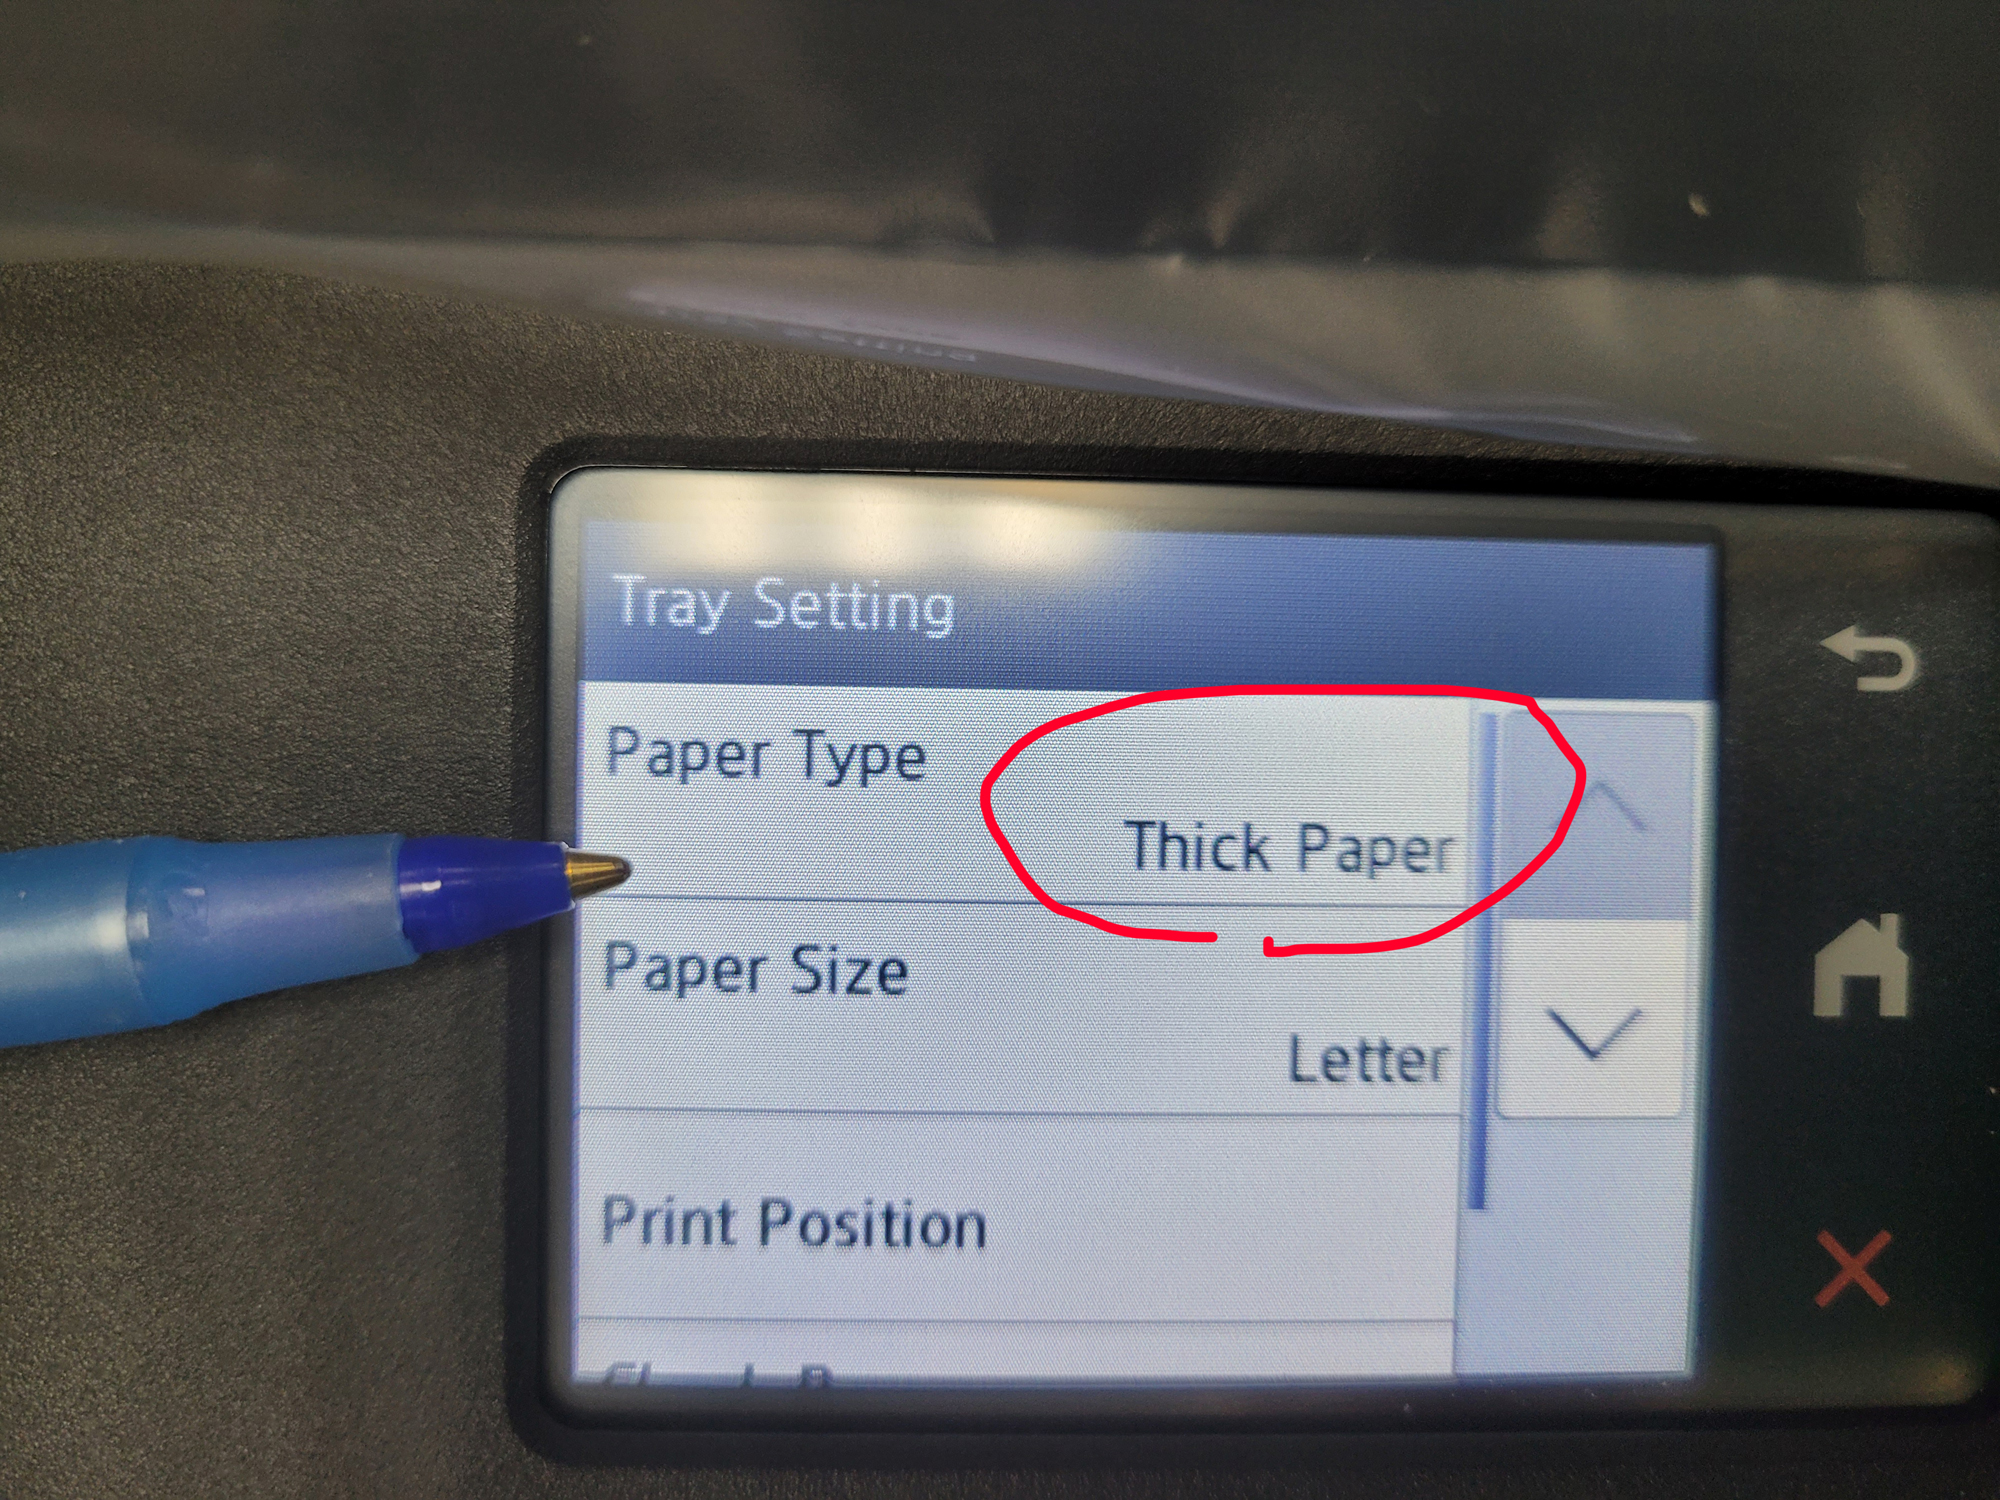 Tray Setting
Paper Type
Thick Paper
Paper Size
Letter
Print Position